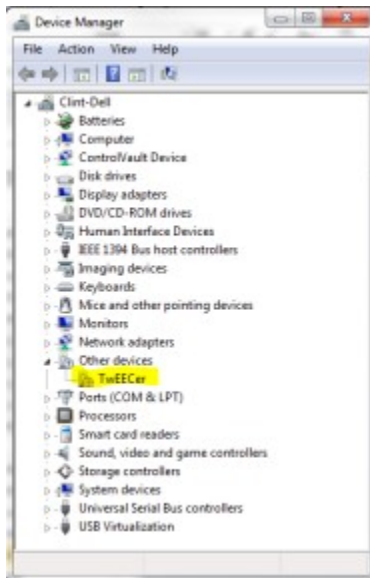 Device Manager
File Action View Help
Clint-Dell
Batteries
Computer
ControlVault Device
Disk drives
Display adapters
DVD/CD-ROM drives
Human Interface Devices
IEEE 1394 Bus host controllers
Imaging devices
Keyboards
Mice and other pointing devices
Monitors
Network adapters
Other devices
TwEECer
Ports (COM & LPT)
Processors
Smart card readers
Sound, video and game controllers
Storage controllers
System devices
Universal Serial Bus controllers
USB Virtualization